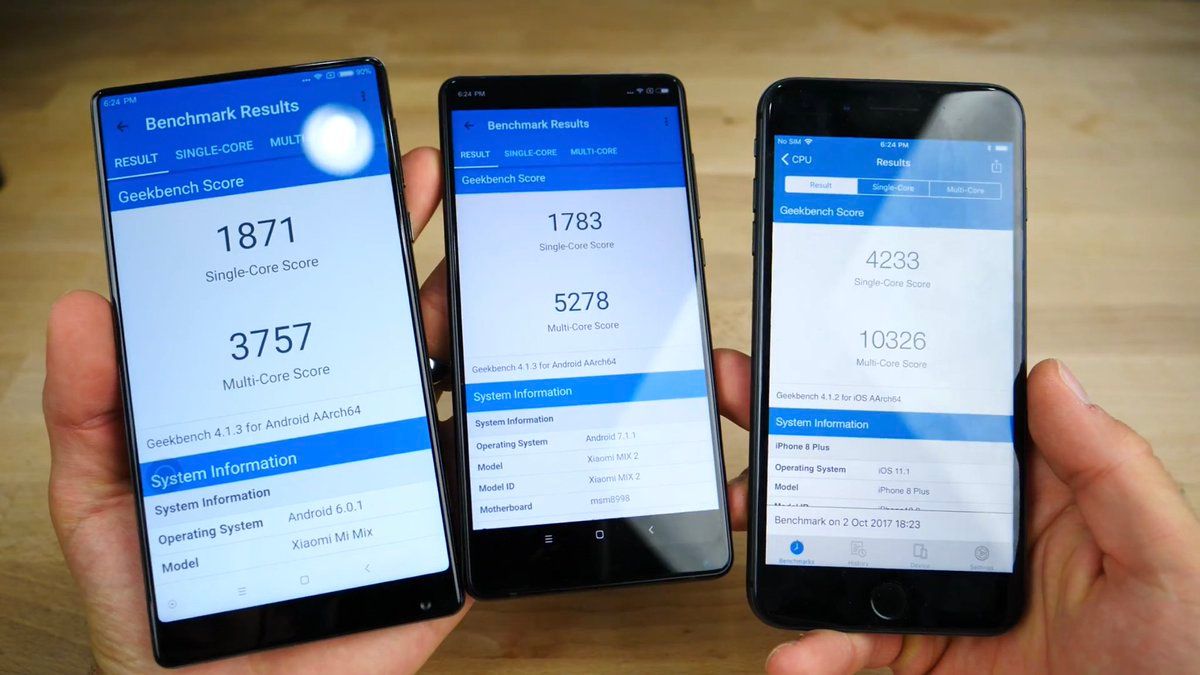 6:24 PM
90%
Benchmark Results
RESULT SINGLE-CORE MULTI
Geekbench Score
1871
Single-Core Score
3757
Multi-Core Score
Geekbench 4.1.3 for Android AArch64
System Information
System Information
Operating System Android 6.0.1
Model Xiaomi Mi Mix
6:24 PM
Benchmark Results
RESULT SINGLE-CORE MULTI-CORE
Geekbench Score
1783
Single-Core Score
5278
Multi-Core Score
Geekbench 4.1.3 for Android AArch64
System Information
System Information
Operating System Android 7.1.1
Model Xiaomi MIX 2
Model ID Xiaomi MIX 2
Motherboard msm8998
No SIM 6:24 PM
CPU Results
Result Single-Core Multi-Core
Geekbench Score
4233
Single-Core Score
10326
Multi-Core Score
Geekbench 4.1.2 for iOS AArch64
System Information
iPhone 8 Plus
Operating System iOS 11.1
Model iPhone 8 Plus
Benchmark on 2 Oct 2017 18:23
Benchmarks History Device Settings